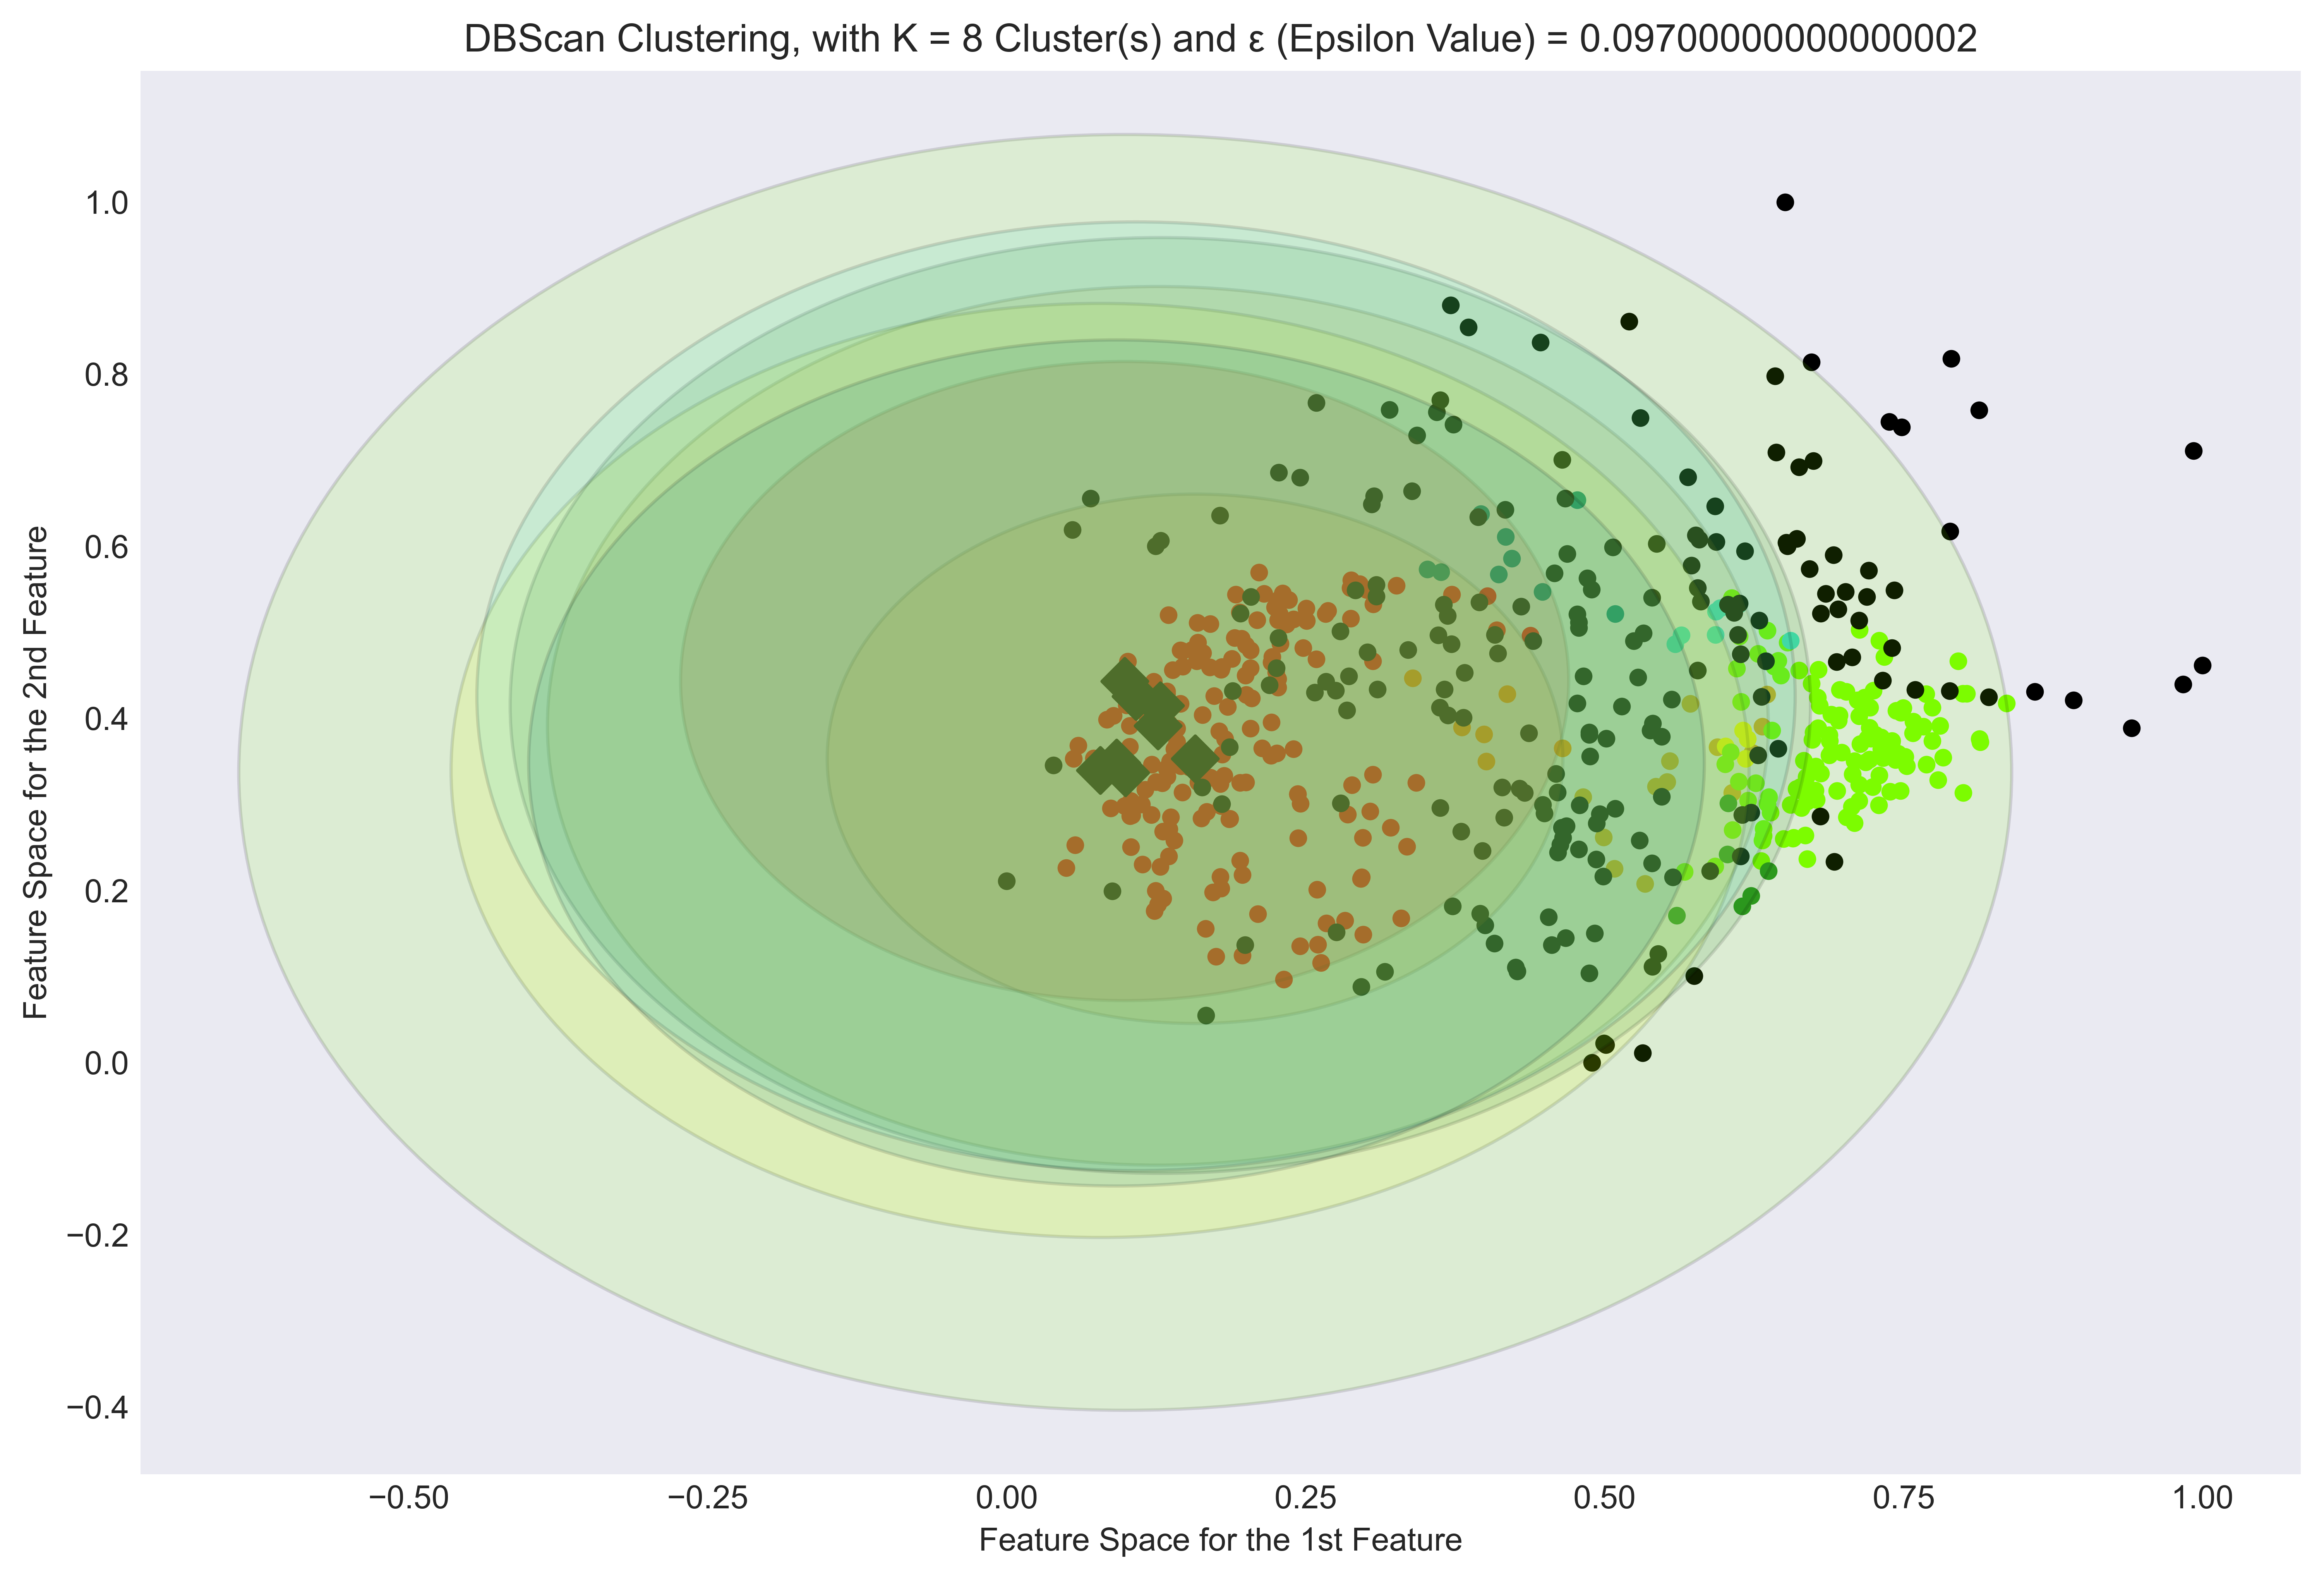 DBScan Clustering, with K = 8 Cluster(s) and ε (Epsilon Value) = 0.09700000000000002
1.0
0.8
0.6
0.4
0.2
0.0
−0.2
−0.4
Feature Space for the 2nd Feature
−0.50 −0.25 0.00 0.25 0.50 0.75 1.00
Feature Space for the 1st Feature